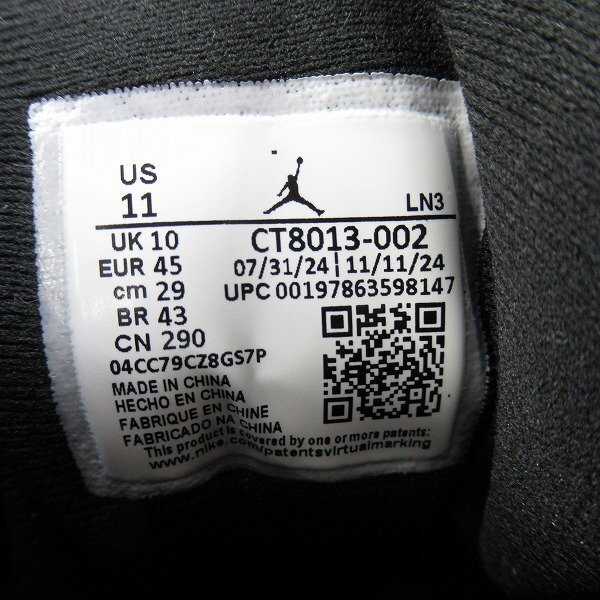 US
11
LN3
UK 10
CT8013-002
EUR 45
07/31/24 | 11/11/24
cm 29
UPC 00197863598147
BR 43
CN 290
04CC79CZ8GS7P
MADE IN CHINA
HECHO EN CHINA
FABRIQUE EN CHINE
FABRICADO NA CHINA
This product is covered by one or more patents:
www.nike.com/patentsvirtualmarking